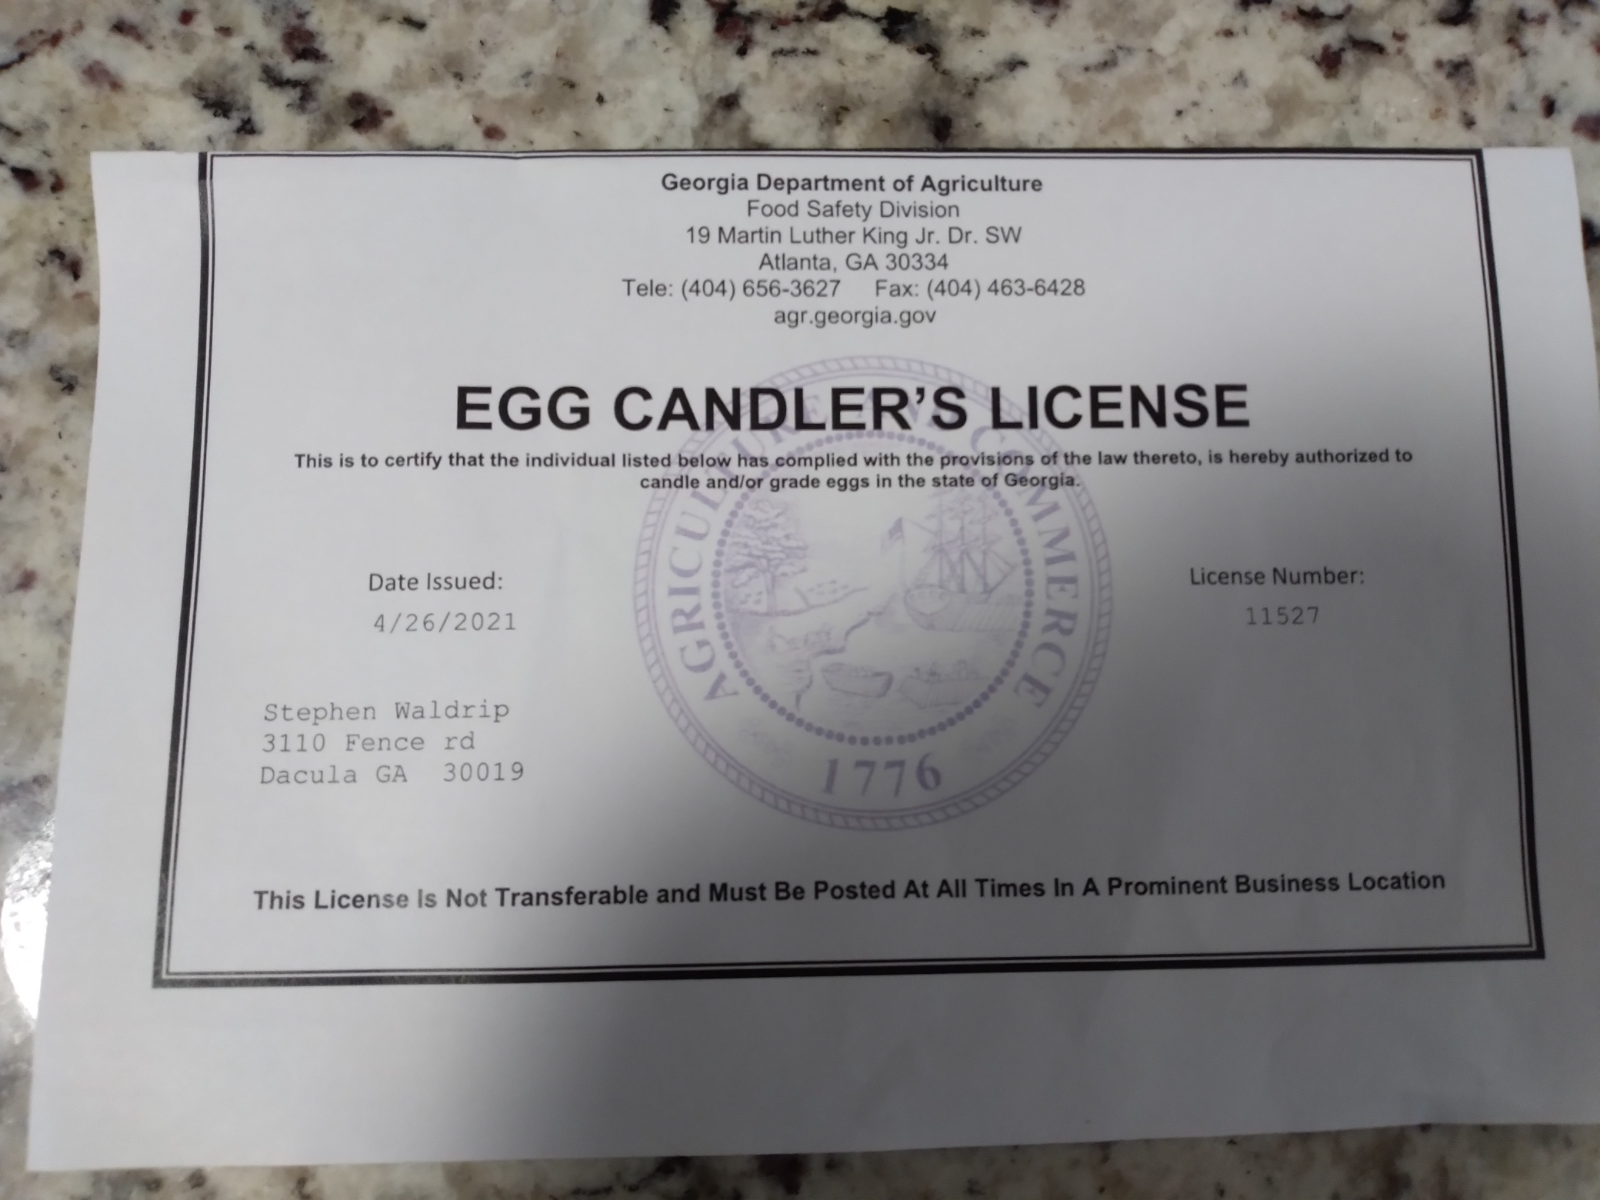 Georgia Department of Agriculture
Food Safety Division
19 Martin Luther King Jr. Dr. SW
Atlanta, GA 30334
Tele: (404) 656-3627 Fax: (404) 463-6428
agr.georgia.gov
EGG CANDLER'S LICENSE
This is to certify that the individual listed below has complied with the provisions of the law thereto, is hereby authorized to
candle and/or grade eggs in the state of Georgia.
AGRICULTURE AND COMMERCE
1776
Date Issued:
4/26/2021
License Number:
11527
Stephen Waldrip
3110 Fence rd
Dacula GA 30019
This License Is Not Transferable and Must Be Posted At All Times In A Prominent Business Location